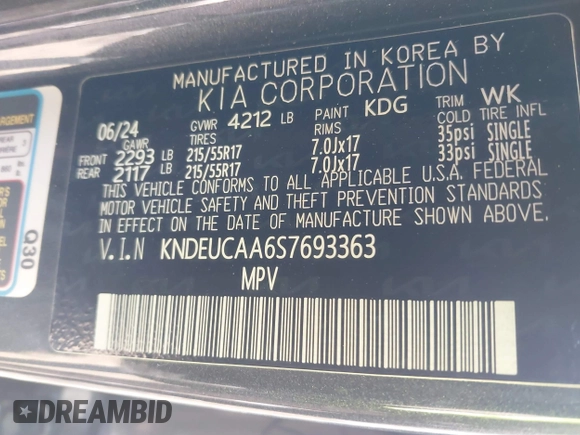 MANUFACTURED IN KOREA BY
KIA CORPORATION
06/24 GVWR 4212 LB PAINT KDG TRIM WK
GAWR TIRES RIMS COLD TIRE INFL
FRONT 2293 LB 215/55R17 7.0Jx17 35psi SINGLE
REAR 2117 LB 215/55R17 7.0Jx17 33psi SINGLE
THIS VEHICLE CONFORMS TO ALL APPLICABLE U.S.A. FEDERAL
MOTOR VEHICLE SAFETY AND THEFT PREVENTION STANDARDS
IN EFFECT ON THE DATE OF MANUFACTURE SHOWN ABOVE.
V.I.N KNDEUCAA6S7693363
MPV
Q30
DREAMBID